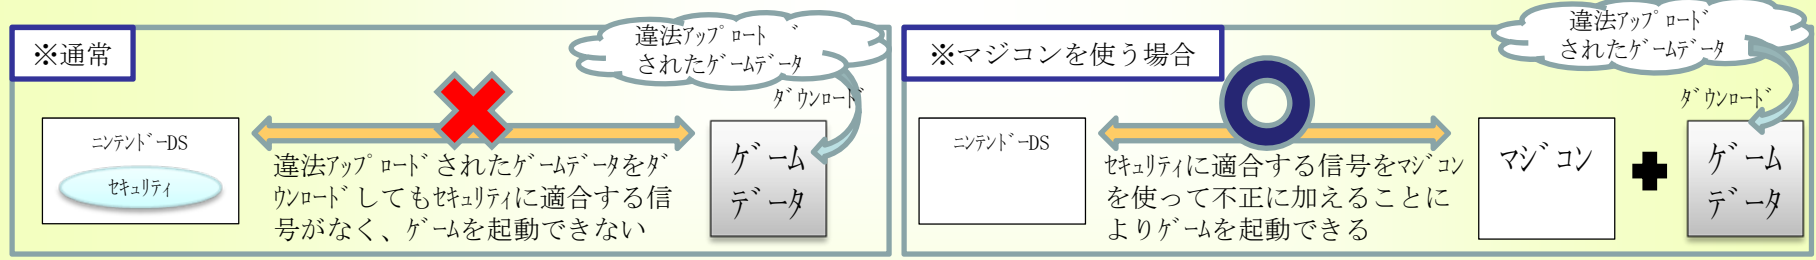 ※通常
違法ｱｯﾌﾟﾛｰﾄﾞ
されたｹﾞｰﾑﾃﾞｰﾀ
ﾀﾞｳﾝﾛｰﾄﾞ
ﾆﾝﾃﾝﾄﾞｰDS
ｾｷｭﾘﾃｨ
違法ｱｯﾌﾟﾛｰﾄﾞされたｹﾞｰﾑﾃﾞｰﾀをﾀﾞ
ｳﾝﾛｰﾄﾞしてもｾｷｭﾘﾃｨに適合する信
号がなく、ｹﾞｰﾑを起動できない
ｹﾞｰﾑ
ﾃﾞｰﾀ
※マジコンを使う場合
違法ｱｯﾌﾟﾛｰﾄﾞ
されたｹﾞｰﾑﾃﾞｰﾀ
ﾀﾞｳﾝﾛｰﾄﾞ
ﾆﾝﾃﾝﾄﾞｰDS
ｾｷｭﾘﾃｨに適合する信号をﾏｼﾞｺﾝ
を使って不正に加えることに
よりｹﾞｰﾑを起動できる
ﾏｼﾞｺﾝ
ｹﾞｰﾑ
ﾃﾞｰﾀ